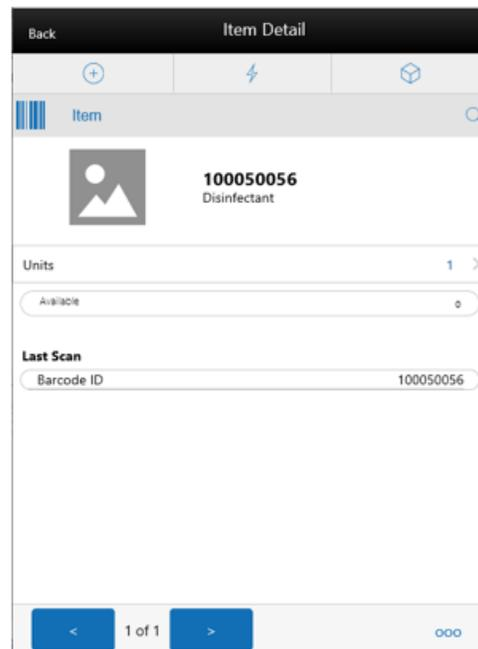 Back Item Detail
Item
100050056
Disinfectant
Units 1 >
Available 0
Last Scan
Barcode ID 100050056
< 1 of 1 >
ooo